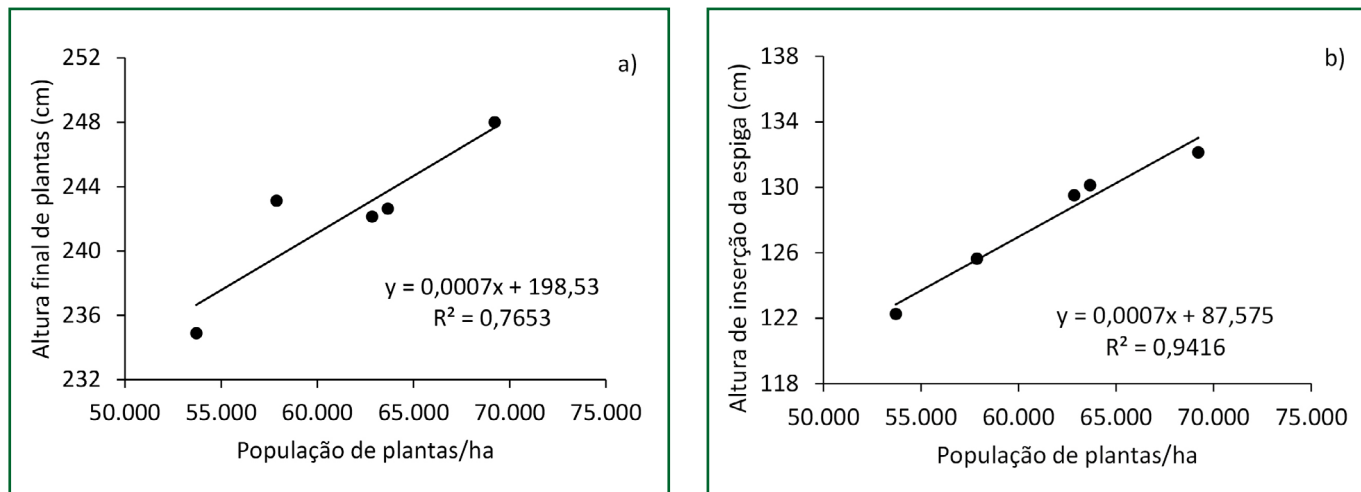 a)
Altura final de plantas (cm)
252
248
244
240
236
232
y = 0,0007x + 198,53
R² = 0,7653
50.000 55.000 60.000 65.000 70.000 75.000
População de plantas/ha
b)
Altura de inserção da espiga (cm)
138
134
130
126
122
118
y = 0,0007x + 87,575
R² = 0,9416
50.000 55.000 60.000 65.000 70.000 75.000
População de plantas/ha